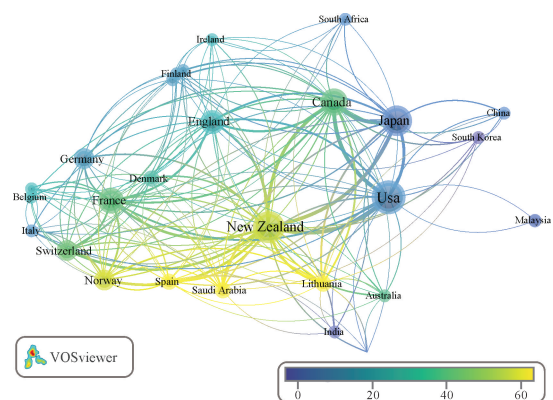 South Africa
Ireland
Finland
Canada
Japan
China
England
South Korea
Germany
Denmark
Belgium
France
Usa
Malaysia
Italy
New Zealand
Switzerland
Norway
Spain
Saudi Arabia
Lithuania
Australia
India
VOSviewer
0 20 40 60